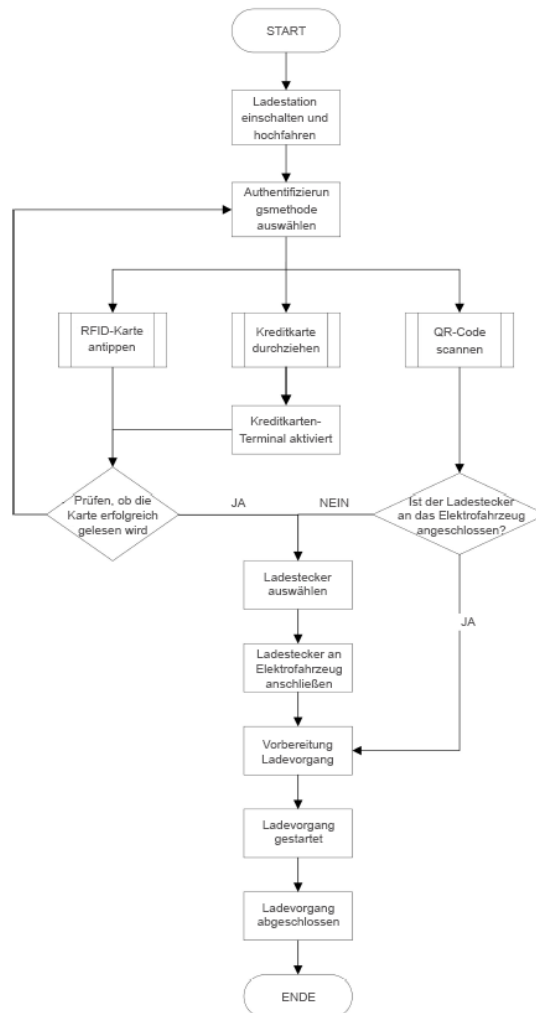 START
Ladestation
einschalten und
hochfahren
Authentifizierun
gsmethode
auswählen
RFID-Karte
antippen
Kreditkarte
durchziehen
QR-Code
scannen
Kreditkarten-
Terminal aktiviert
Prüfen, ob die
Karte erfolgreich
gelesen wird
JA
NEIN
Ist der Ladestecker
an das Elektrofahrzeug
angeschlossen?
Ladestecker
auswählen
JA
Ladestecker an
Elektrofahrzeug
anschließen
Vorbereitung
Ladevorgang
Ladevorgang
gestartet
Ladevorgang
abgeschlossen
ENDE